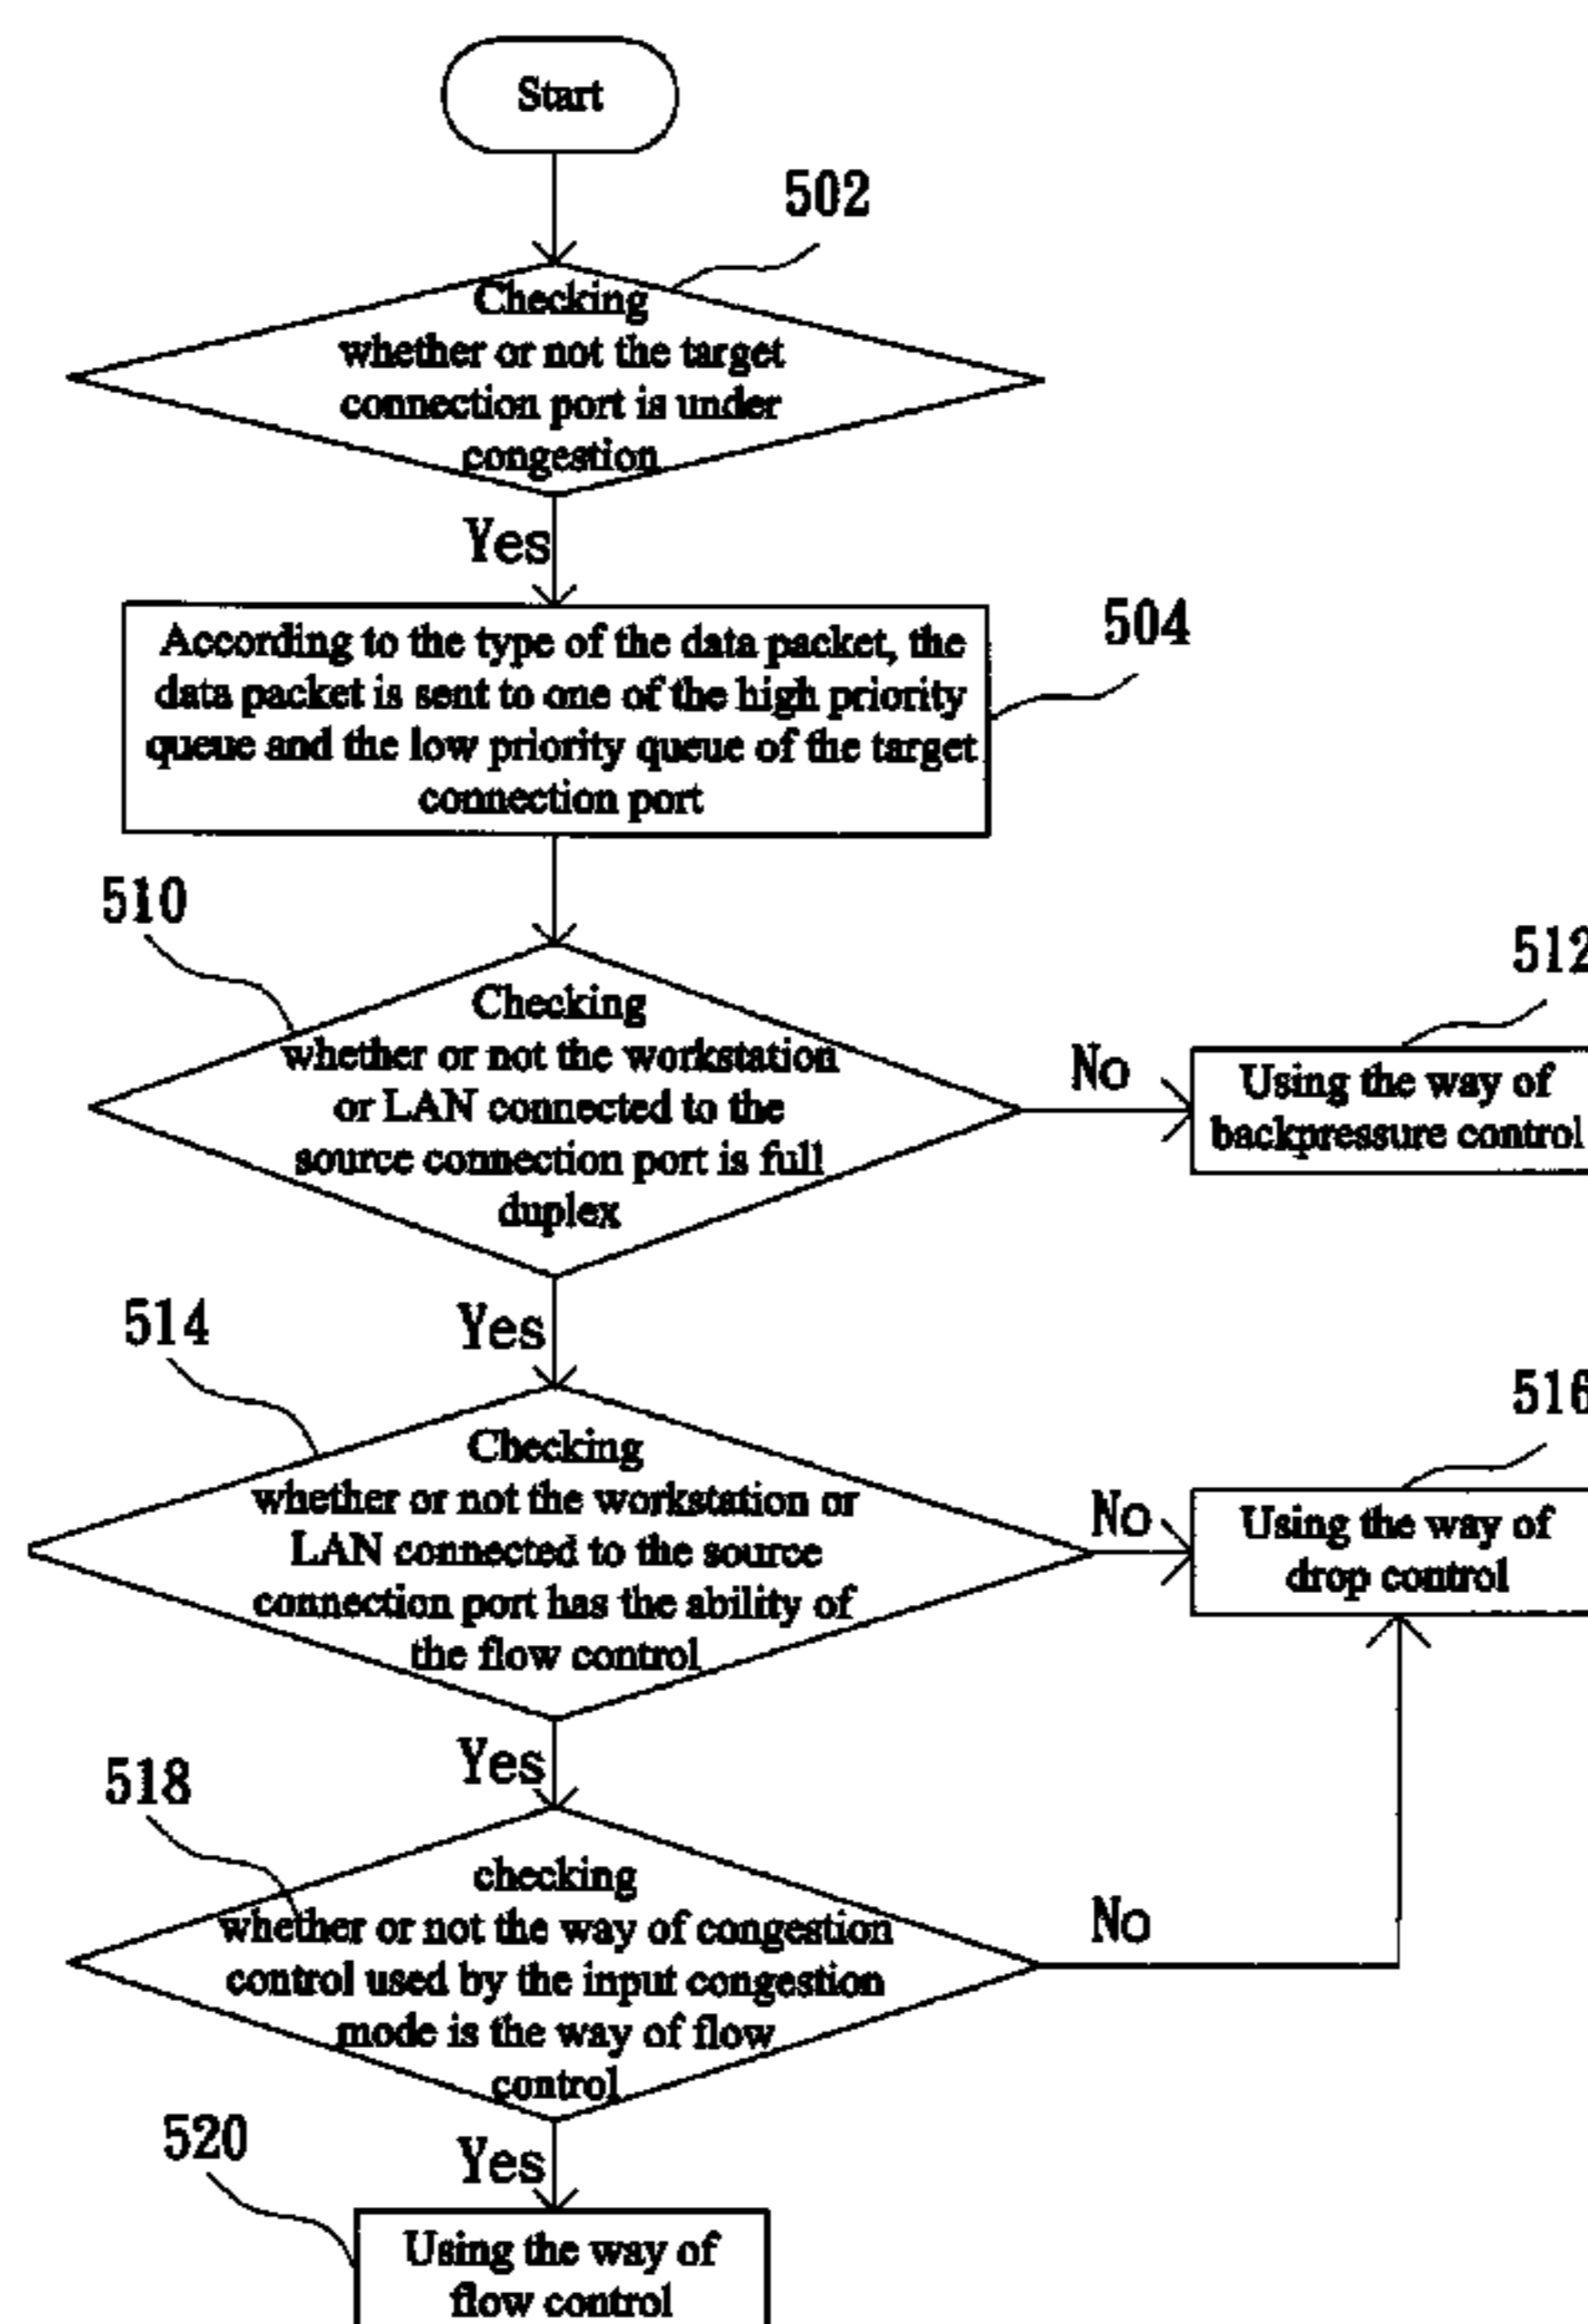 Start
502
Checking
whether or not the target
connection port is under
congestion
Yes
504
According to the type of the data packet, the
data packet is sent to one of the high priority
queue and the low priority queue of the target
connection port
510
Checking
whether or not the workstation
or LAN connected to the
source connection port is full
duplex
No
512
Using the way of
backpressure control
Yes
514
Checking
whether or not the workstation or
LAN connected to the source
connection port has the ability of
the flow control
No
516
Using the way of
drop control
Yes
518
checking
whether or not the way of congestion
control used by the input congestion
mode is the way of flow
control
No
Yes
520
Using the way of
flow control